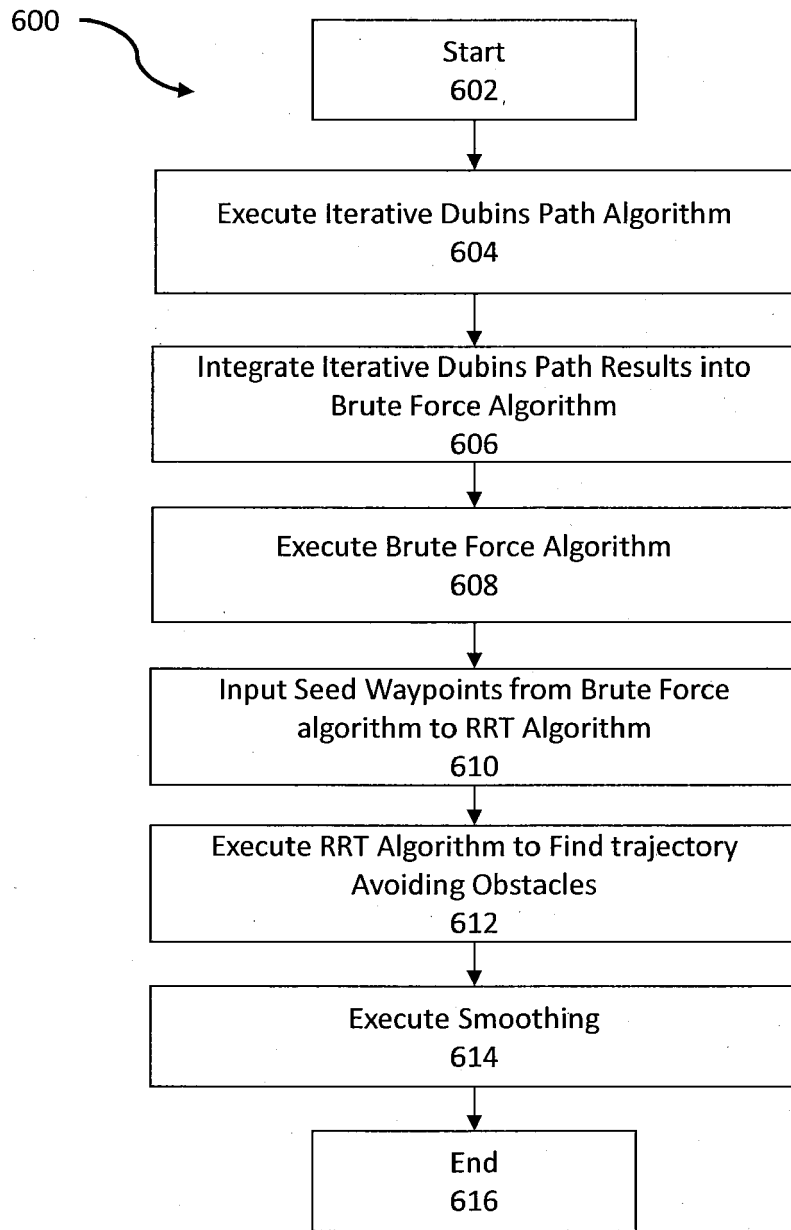 600
Start
602
Execute Iterative Dubins Path Algorithm
604
Integrate Iterative Dubins Path Results into
Brute Force Algorithm
606
Execute Brute Force Algorithm
608
Input Seed Waypoints from Brute Force
algorithm to RRT Algorithm
610
Execute RRT Algorithm to Find trajectory
Avoiding Obstacles
612
Execute Smoothing
614
End
616